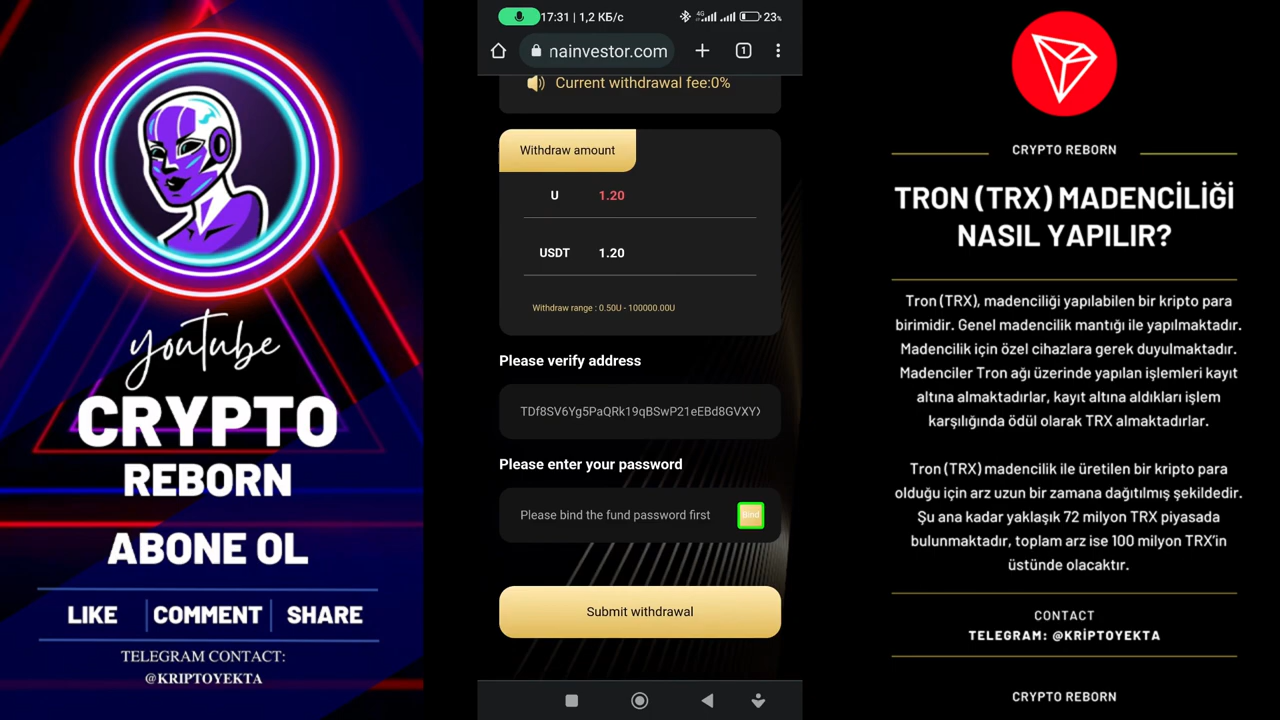 youtube
CRYPTO
REBORN
ABONE OL
LIKE
COMMENT
SHARE
TELEGRAM CONTACT:
@KRIPTOYEKTA
17:31 | 1,2 КБ/с
4G
23%
nainvestor.com
1
Current withdrawal fee:0%
Withdraw amount
U 1.20
USDT 1.20
Withdraw range : 0.50U - 100000.00U
Please verify address
TDf8SV6Yg5PaQRk19qBSwP21eEBd8GVXYX
Please enter your password
Please bind the fund password first
Bind
Submit withdrawal
CRYPTO REBORN
TRON (TRX) MADENCİLİĞİ
NASIL YAPILIR?
Tron (TRX), madenciliği yapılabilen bir kripto para
birimidir. Genel madencilik mantığı ile yapılmaktadır.
Madencilik için özel cihazlara gerek duyulmaktadır.
Madenciler Tron ağı üzerinde yapılan işlemleri kayıt
altına almaktadırlar, kayıt altına aldıkları işlem
karşılığında ödül olarak TRX almaktadırlar.
Tron (TRX) madencilik ile üretilen bir kripto para
olduğu için arz uzun bir zamana dağıtılmış şekildedir.
Şu ana kadar yaklaşık 72 milyon TRX piyasada
bulunmaktadır, toplam arz ise 100 milyon TRX'in
üstünde olacaktır.
CONTACT
TELEGRAM: @KRİPTOYEKTA
CRYPTO REBORN